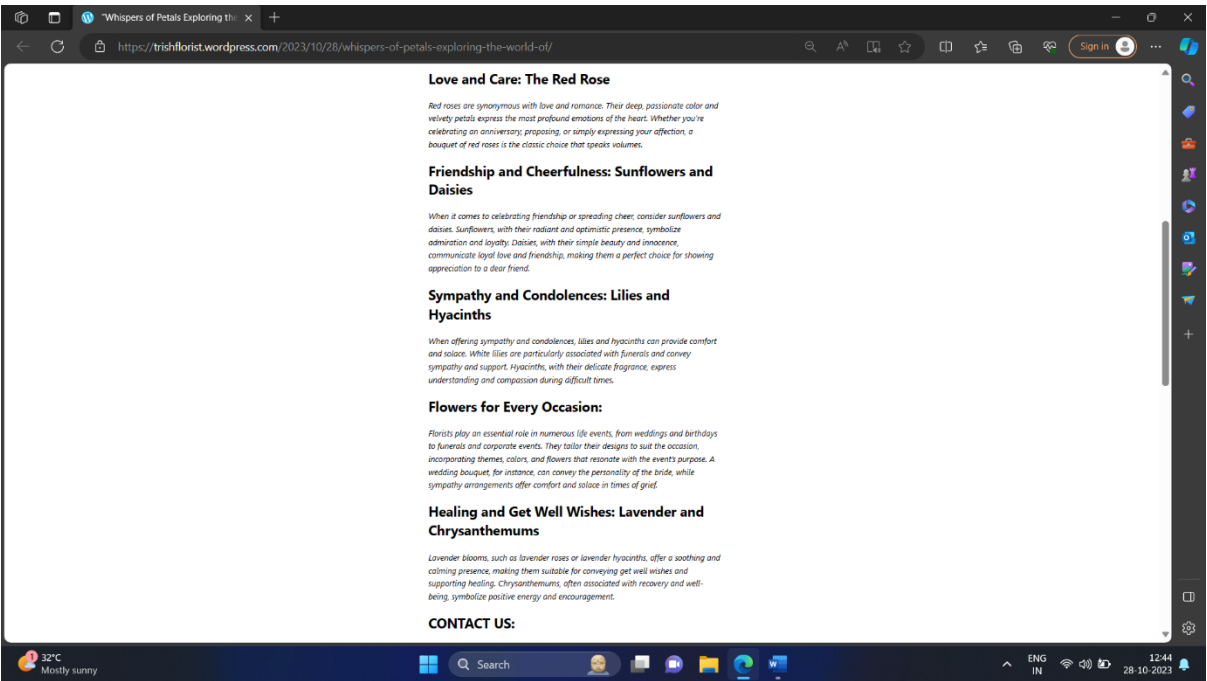 "Whispers of Petals Exploring the
https://trishflorist.wordpress.com/2023/10/28/whispers-of-petals-exploring-the-world-of/
Sign in
Love and Care: The Red Rose
Red roses are synonymous with love and romance. Their deep, passionate color and
velvety petals express the most profound emotions of the heart. Whether you're
celebrating an anniversary, proposing, or simply expressing your affection, a
bouquet of red roses is the classic choice that speaks volumes.
Friendship and Cheerfulness: Sunflowers and
Daisies
When it comes to celebrating friendship or spreading cheer, consider sunflowers and
daisies. Sunflowers, with their radiant and optimistic presence, symbolize
admiration and loyalty. Daisies, with their simple beauty and innocence,
communicate loyal love and friendship, making them a perfect choice for showing
appreciation to a dear friend.
Sympathy and Condolences: Lilies and
Hyacinths
When offering sympathy and condolences, lilies and hyacinths can provide comfort
and solace. White lilies are particularly associated with funerals and convey
sympathy and support. Hyacinths, with their delicate fragrance, express
understanding and compassion during difficult times.
Flowers for Every Occasion:
Florists play an essential role in numerous life events, from weddings and birthdays
to funerals and corporate events. They tailor their designs to suit the occasion,
incorporating themes, colors, and flowers that resonate with the event's purpose. A
wedding bouquet, for instance, can convey the personality of the bride, while
sympathy arrangements offer comfort and solace in times of grief.
Healing and Get Well Wishes: Lavender and
Chrysanthemums
Lavender blooms, such as lavender roses or lavender hyacinths, offer a soothing and
calming presence, making them suitable for conveying get well wishes and
supporting healing. Chrysanthemums, often associated with recovery and well-
being, symbolize positive energy and encouragement.
CONTACT US:
1
32°C
Mostly sunny
Search
ENG
IN
12:44
28-10-2023